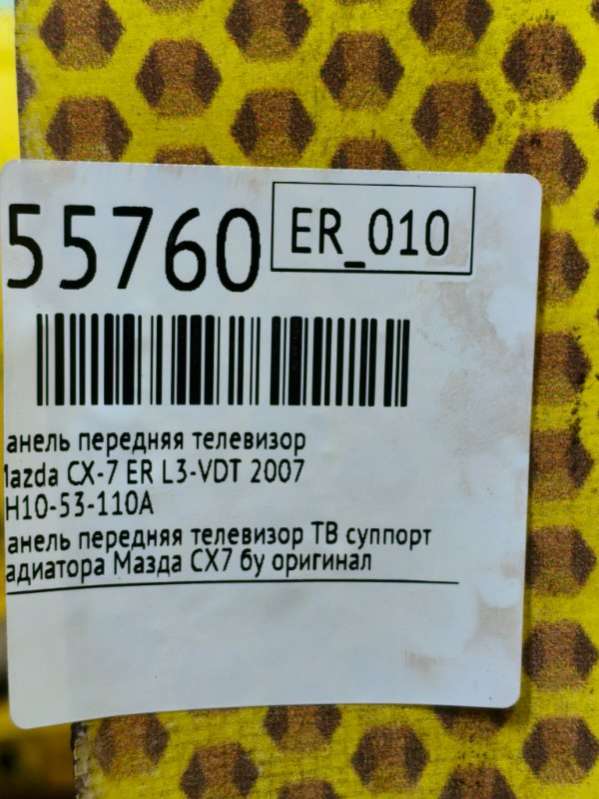 55760
ER_010
анель передняя телевизор
Mazda CX-7 ER L3-VDT 2007
H10-53-110A
анель передняя телевизор ТВ суппорт
адиатора Мазда СХ7 бу оригинал